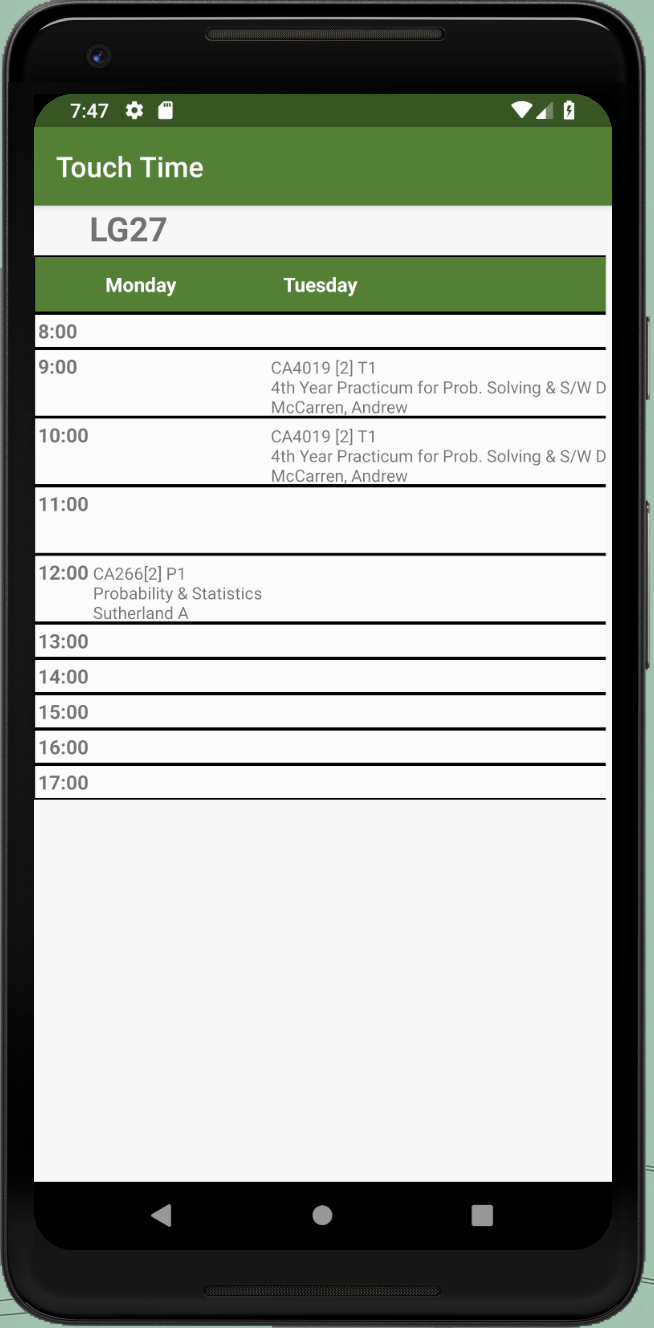 7:47
Touch Time
LG27
Monday Tuesday
8:00
9:00 CA4019 [2] T1
4th Year Practicum for Prob. Solving & S/W D
McCarren, Andrew
10:00 CA4019 [2] T1
4th Year Practicum for Prob. Solving & S/W D
McCarren, Andrew
11:00
12:00 CA266[2] P1
Probability & Statistics
Sutherland A
13:00
14:00
15:00
16:00
17:00